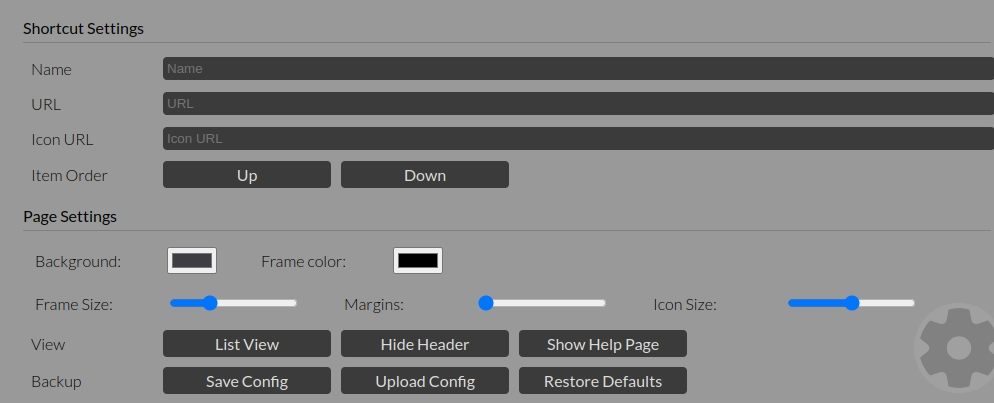 Shortcut Settings
Name Name
URL URL
Icon URL Icon URL
Item Order Up Down
Page Settings
Background: Frame color:
Frame Size: Margins: Icon Size:
View List View Hide Header Show Help Page
Backup Save Config Upload Config Restore Defaults